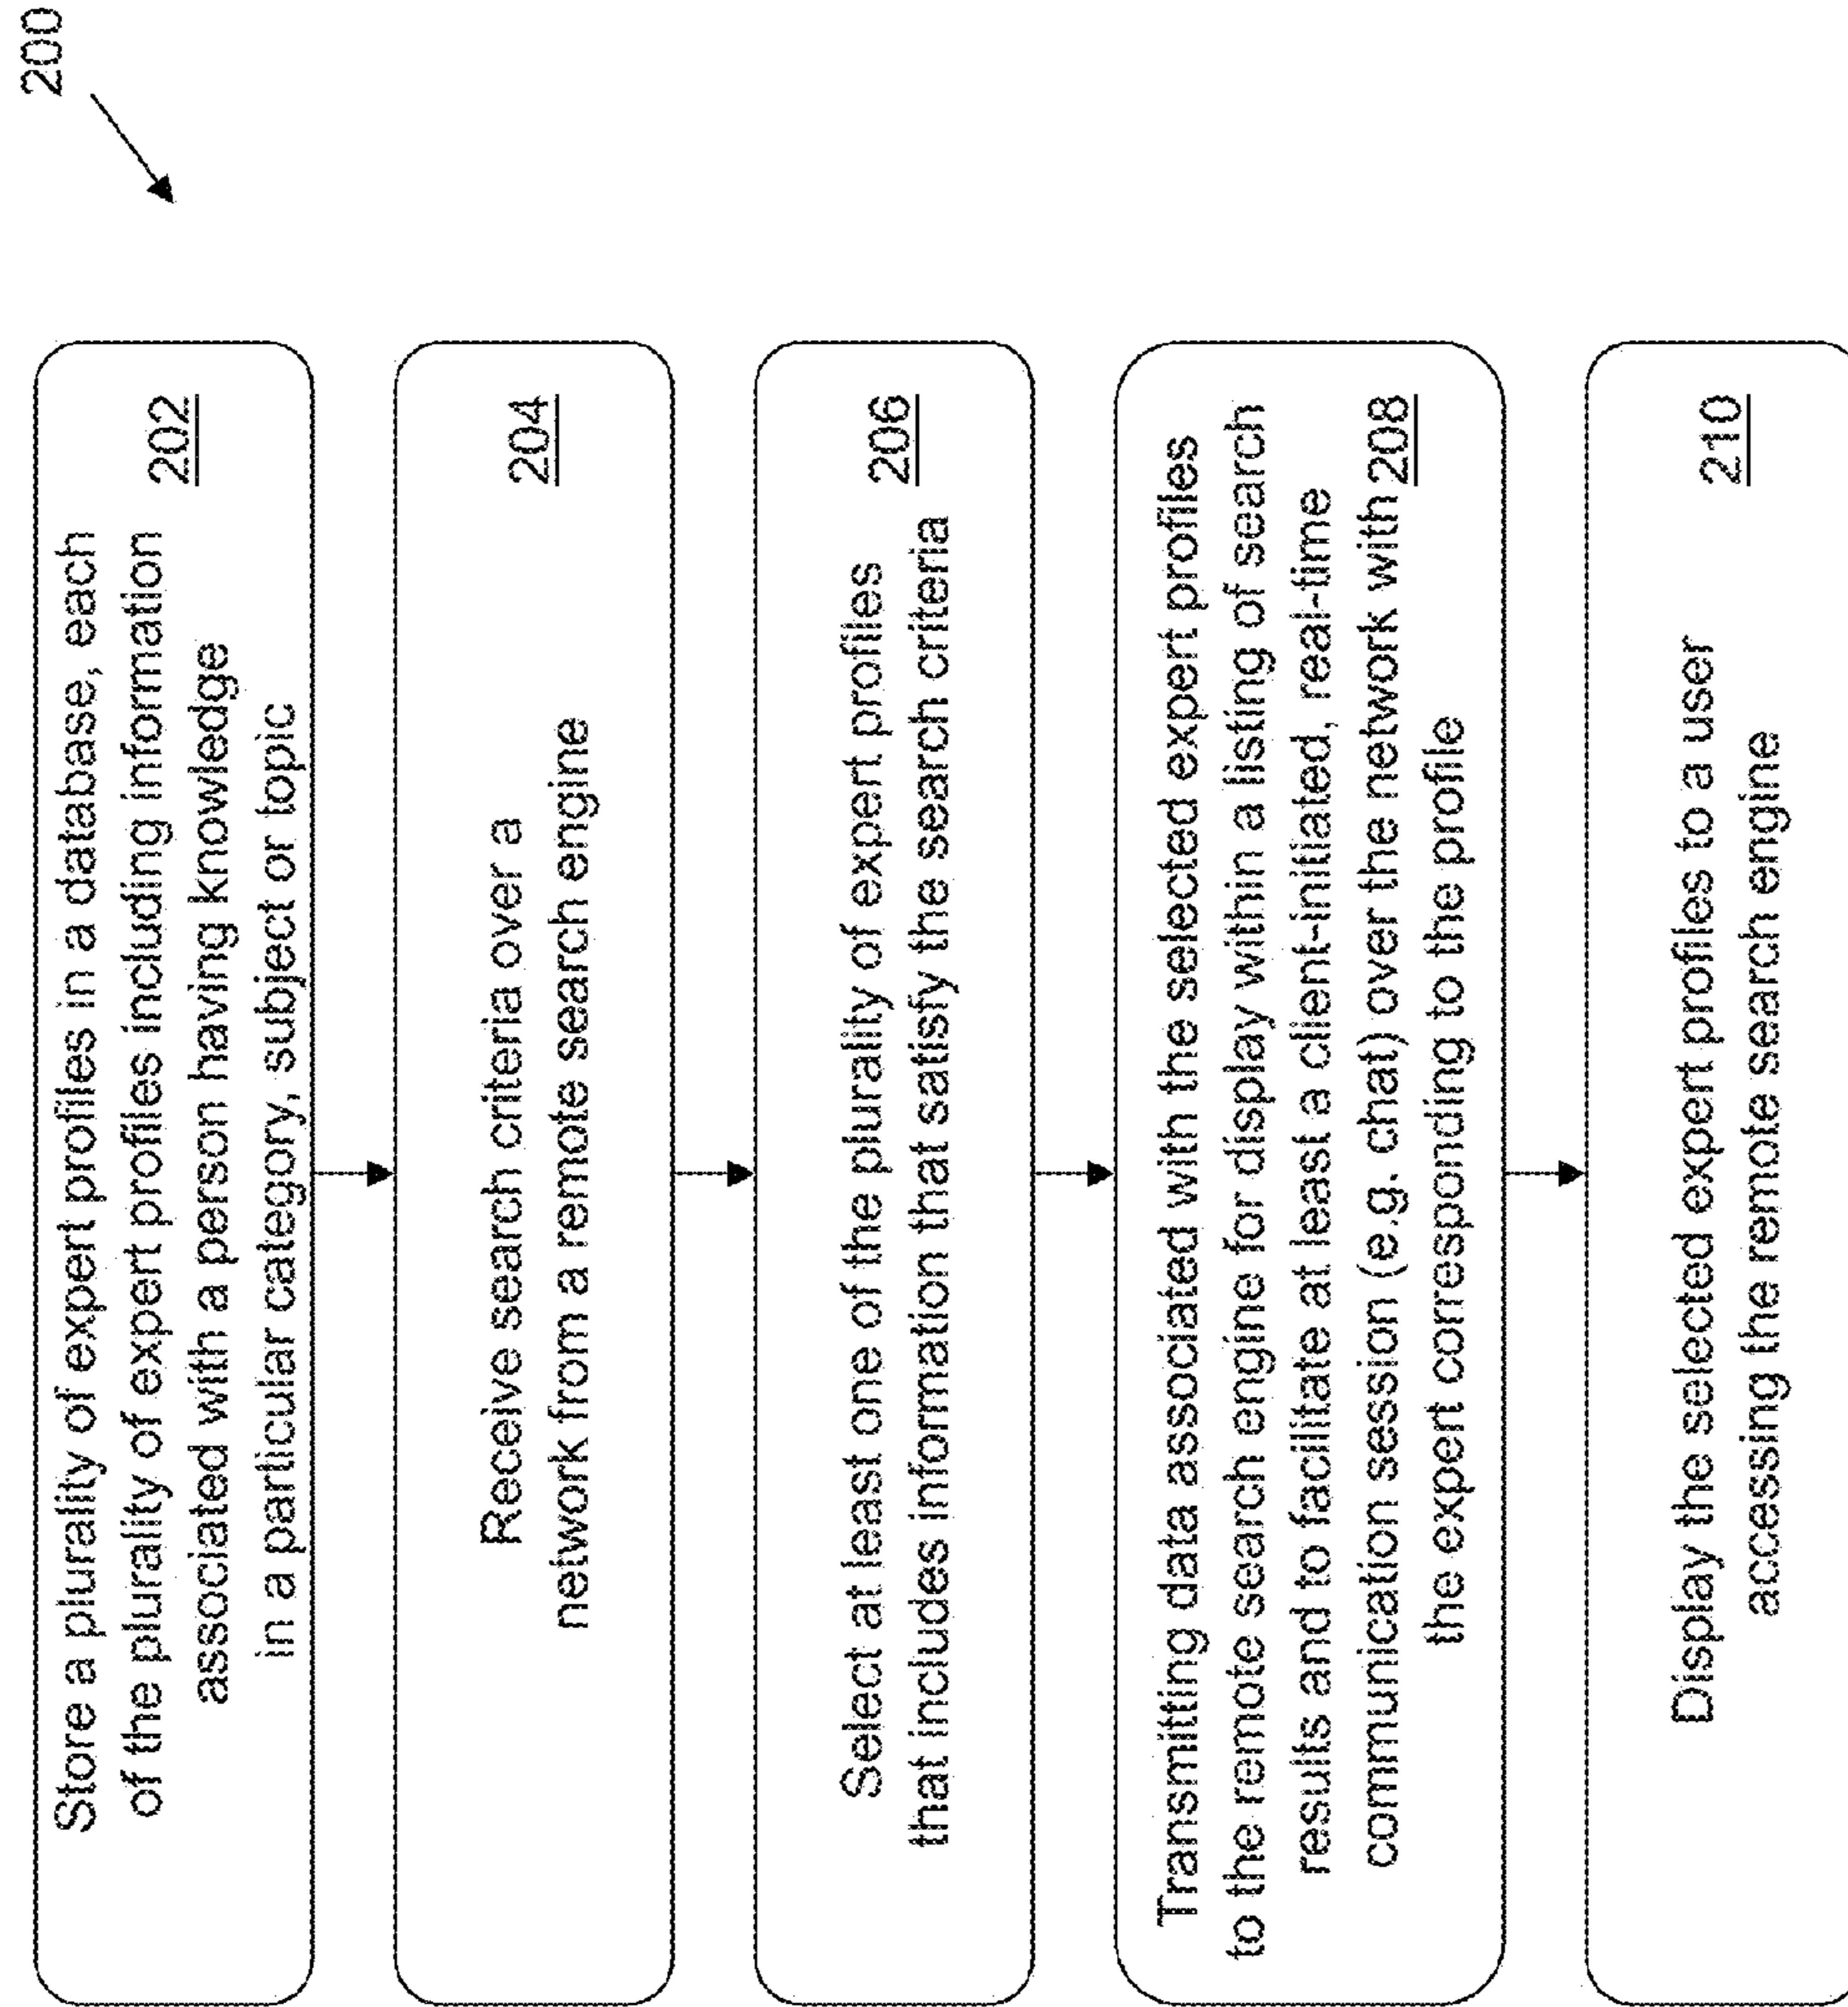 200
Store a plurality of expert profiles in a database, each
of the plurality of expert profiles including information
associated with a person having knowledge
in a particular category, subject or topic
202
Receive search criteria over a
network from a remote search engine
204
Select at least one of the plurality of expert profiles
that includes information that satisfy the search criteria
206
Transmitting data associated with the selected expert profiles
to the remote search engine for display within a listing of search
results and to facilitate at least a client-initiated, real-time
communication session (e.g. chat) over the network with
the expert corresponding to the profile
208
Display the selected expert profiles to a user
accessing the remote search engine
210